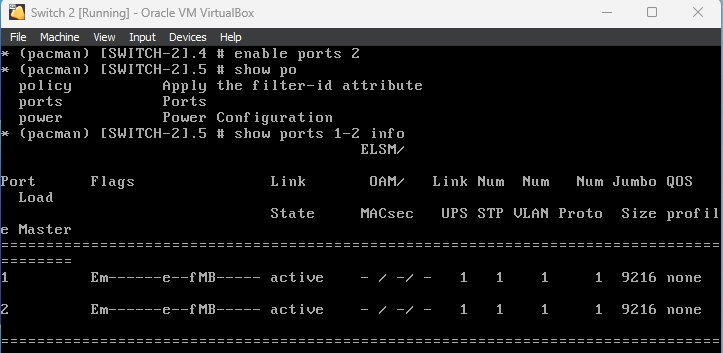 Switch 2 [Running] - Oracle VM VirtualBox
File Machine View Input Devices Help
* (pacman) [SWITCH-2].4 # enable ports 2
* (pacman) [SWITCH-2].5 # show po
  policy          Apply the filter-id attribute
  ports           Ports
  power           Power Configuration
* (pacman) [SWITCH-2].5 # show ports 1-2 info
                                        ELSM/
Port      Flags               Link       OAM/   Link Num  Num   Num Jumbo QOS
  Load
                              State     MACsec   UPS STP VLAN Proto  Size profil
e Master
================================================================================
========
1         Em------e--fMB----- active    - / -/ -   1   1    1     1  9216 none
2         Em------e--fMB----- active    - / -/ -   1   1    1     1  9216 none
================================================================================